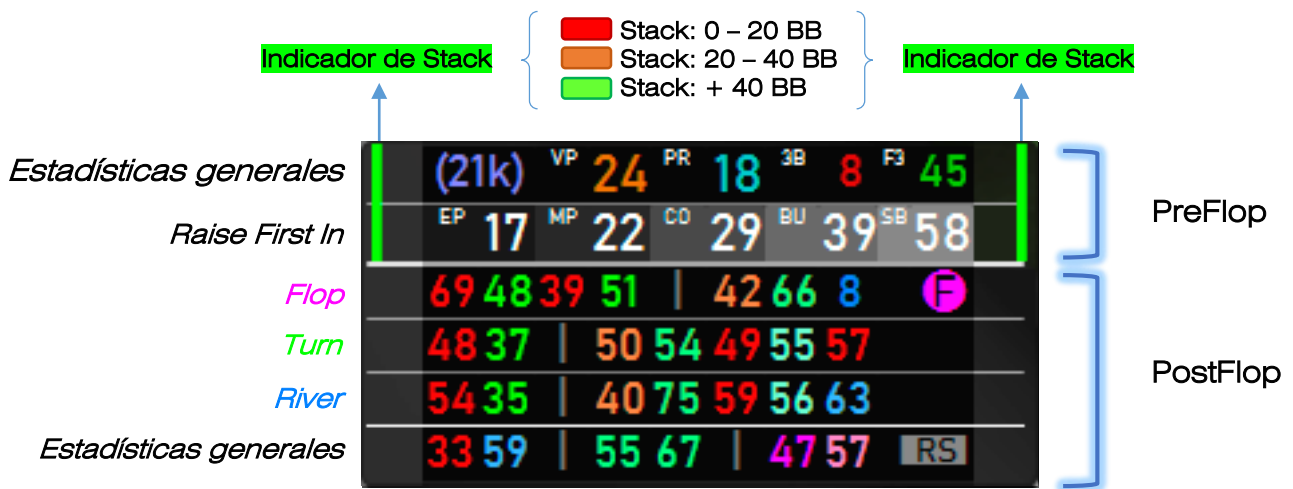 Stack: 0 – 20 BB
Indicador de Stack Stack: 20 – 40 BB Indicador de Stack
Stack: + 40 BB
Estadísticas generales (21k) VP 24 PR 18 3B 8 F3 45
PreFlop
Raise First In EP 17 MP 22 CO 29 BU 39 SB 58
Flop 69 48 39 51 | 42 66 8 F
Turn 48 37 | 50 54 49 55 57
PostFlop
River 54 35 | 40 75 59 56 63
Estadísticas generales 33 59 | 55 67 | 47 57 RS